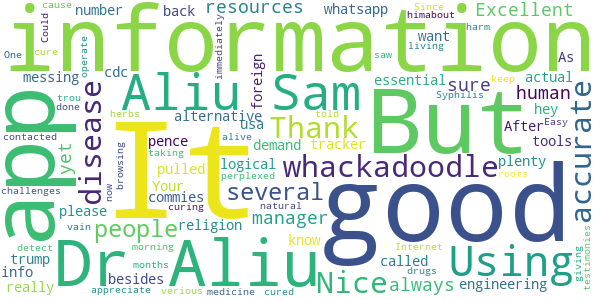 One
cause
Could
back
resources
whatsapp
Since
himabout
Excellent
harm
As
cure
number
information
want
living
saw
immediately
messing
cdc
operate
Aliu Sam
foreign
essential
actual
keep
trou
done
herbs
alternative
sure
human
Syphilis
hey
yet
disease
It
browsing
usa
Thank
But
After
told
Easy
app
contacted
pence
demand
tracker
tools
alive
taking
pulled
logical
whackadoodle
plenty
accurate
challenges
now
Your
perplexed
several
good
please
commies
curing
natural
roots
people
religion
manager
trump
vain
morning
Dr Aliu
know
called
Using
detect
Internet
info
months
besides
Nice
always
drugs
engineering
giving
testimonies
really
appreciate
verious
medicine
cured